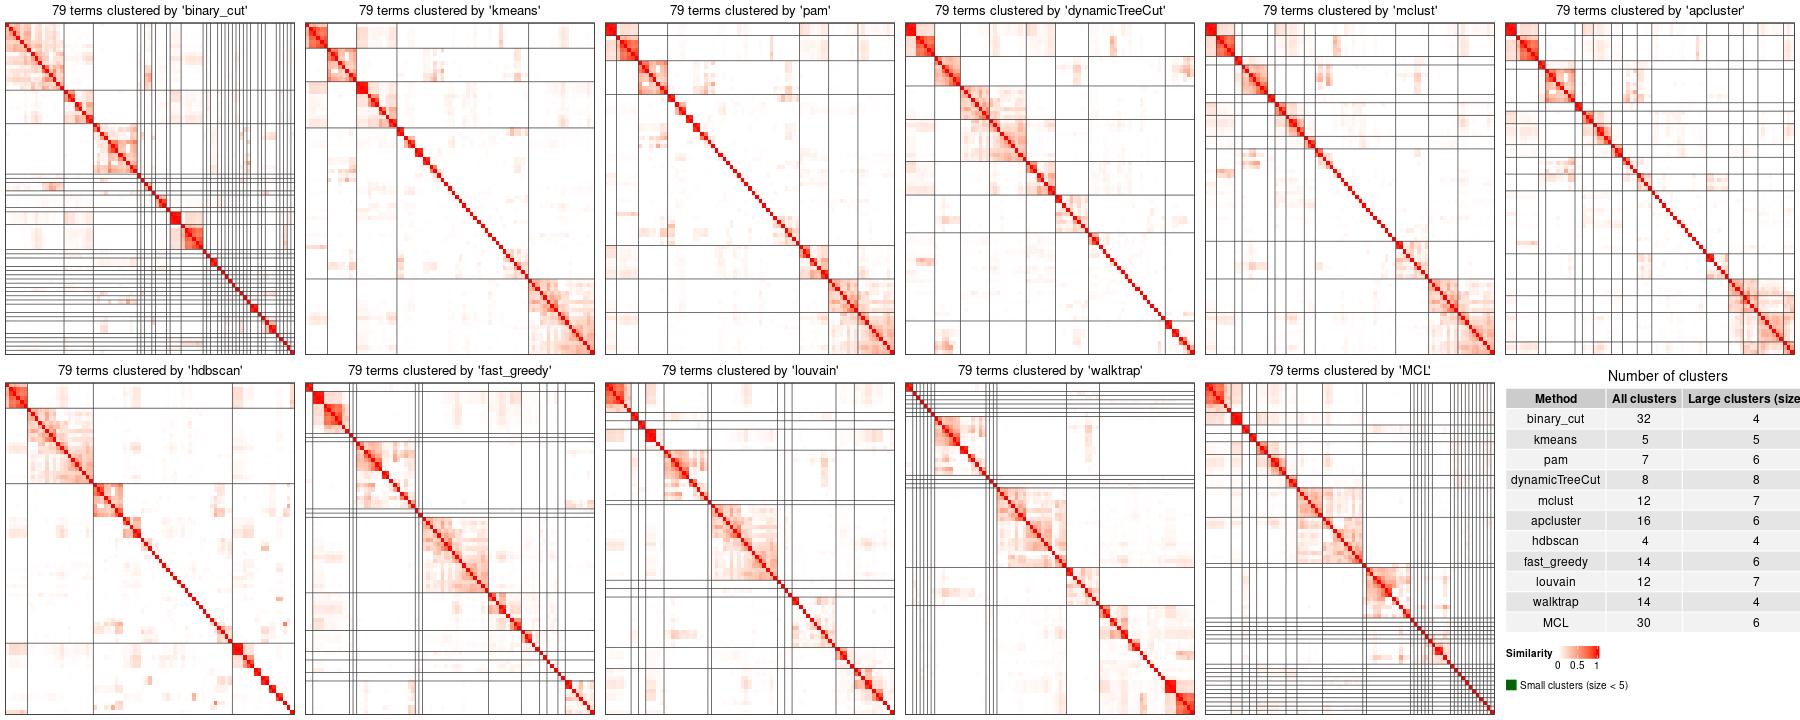 79 terms clustered by 'binary_cut'
79 terms clustered by 'kmeans'
79 terms clustered by 'pam'
79 terms clustered by 'dynamicTreeCut'
79 terms clustered by 'mclust'
79 terms clustered by 'apcluster'
79 terms clustered by 'hdbscan'
79 terms clustered by 'fast_greedy'
79 terms clustered by 'louvain'
79 terms clustered by 'walktrap'
79 terms clustered by 'MCL'
Number of clusters
Method All clusters Large clusters (size
binary_cut 32 4
kmeans 5 5
pam 7 6
dynamicTreeCut 8 8
mclust 12 7
apcluster 16 6
hdbscan 4 4
fast_greedy 14 6
louvain 12 7
walktrap 14 4
MCL 30 6
Similarity
0 0.5 1
Small clusters (size < 5)